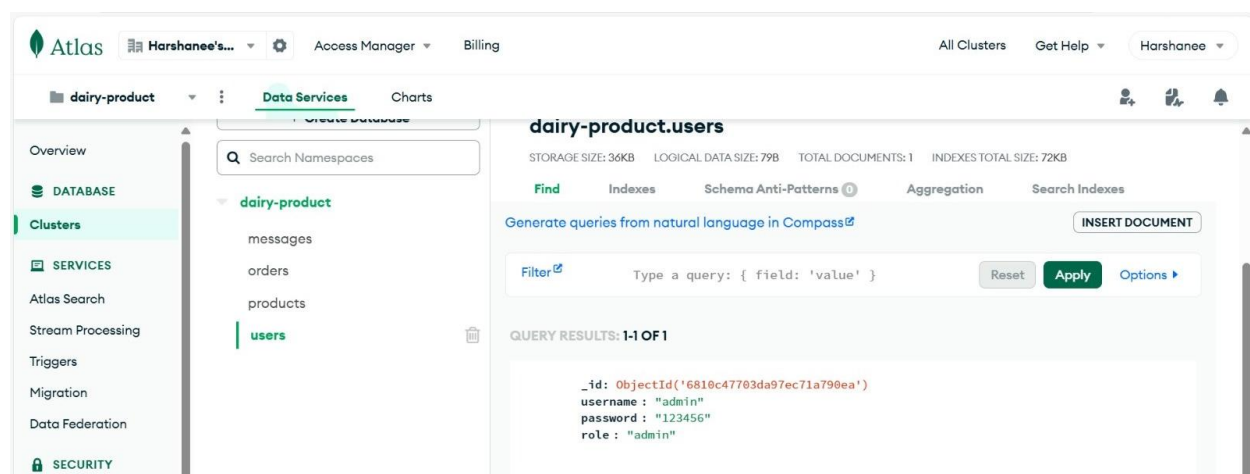 Atlas Harshanee's... Access Manager Billing All Clusters Get Help Harshanee
dairy-product Data Services Charts
Overview
DATABASE
Clusters
SERVICES
Atlas Search
Stream Processing
Triggers
Migration
Data Federation
SECURITY
+ Create Database
Search Namespaces
dairy-product
messages
orders
products
users
dairy-product.users
STORAGE SIZE: 36KB LOGICAL DATA SIZE: 79B TOTAL DOCUMENTS: 1 INDEXES TOTAL SIZE: 72KB
Find Indexes Schema Anti-Patterns 0 Aggregation Search Indexes
Generate queries from natural language in Compass
INSERT DOCUMENT
Filter Type a query: { field: 'value' } Reset Apply Options
QUERY RESULTS: 1-1 OF 1
_id: ObjectId('6810c47703da97ec71a790ea')
username : "admin"
password : "123456"
role : "admin"